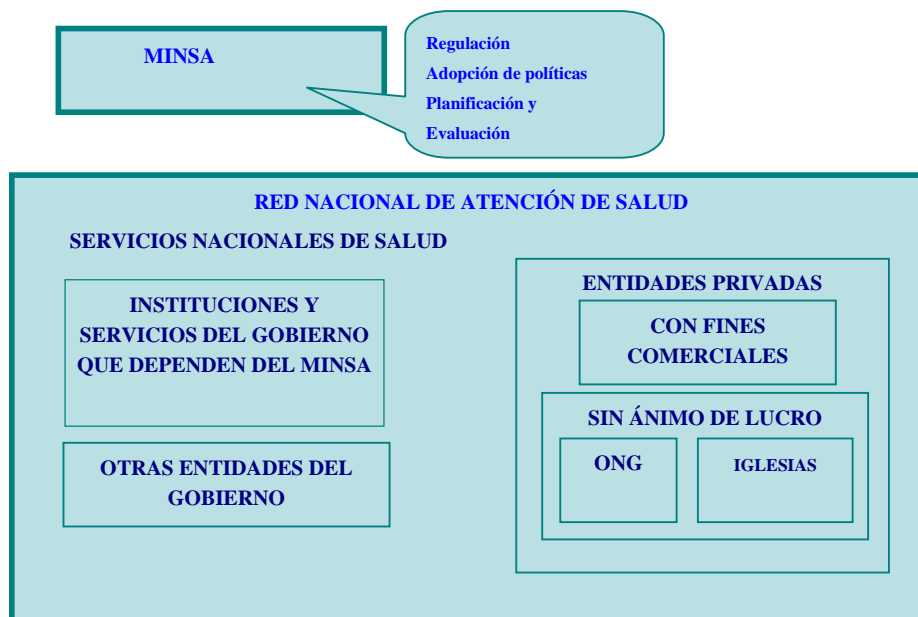 MINSA
Regulación
Adopción de políticas
Planificación y
Evaluación
RED NACIONAL DE ATENCIÓN DE SALUD
SERVICIOS NACIONALES DE SALUD
INSTITUCIONES Y
SERVICIOS DEL GOBIERNO
QUE DEPENDEN DEL MINSA
OTRAS ENTIDADES DEL
GOBIERNO
ENTIDADES PRIVADAS
CON FINES
COMERCIALES
SIN ÁNIMO DE LUCRO
ONG
IGLESIAS